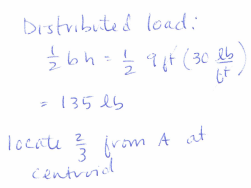 Distributed load:
1/2 b h = 1/2 9 ft (30 lb/ft)
= 135 lb
locate 2/3 from A at
centroid